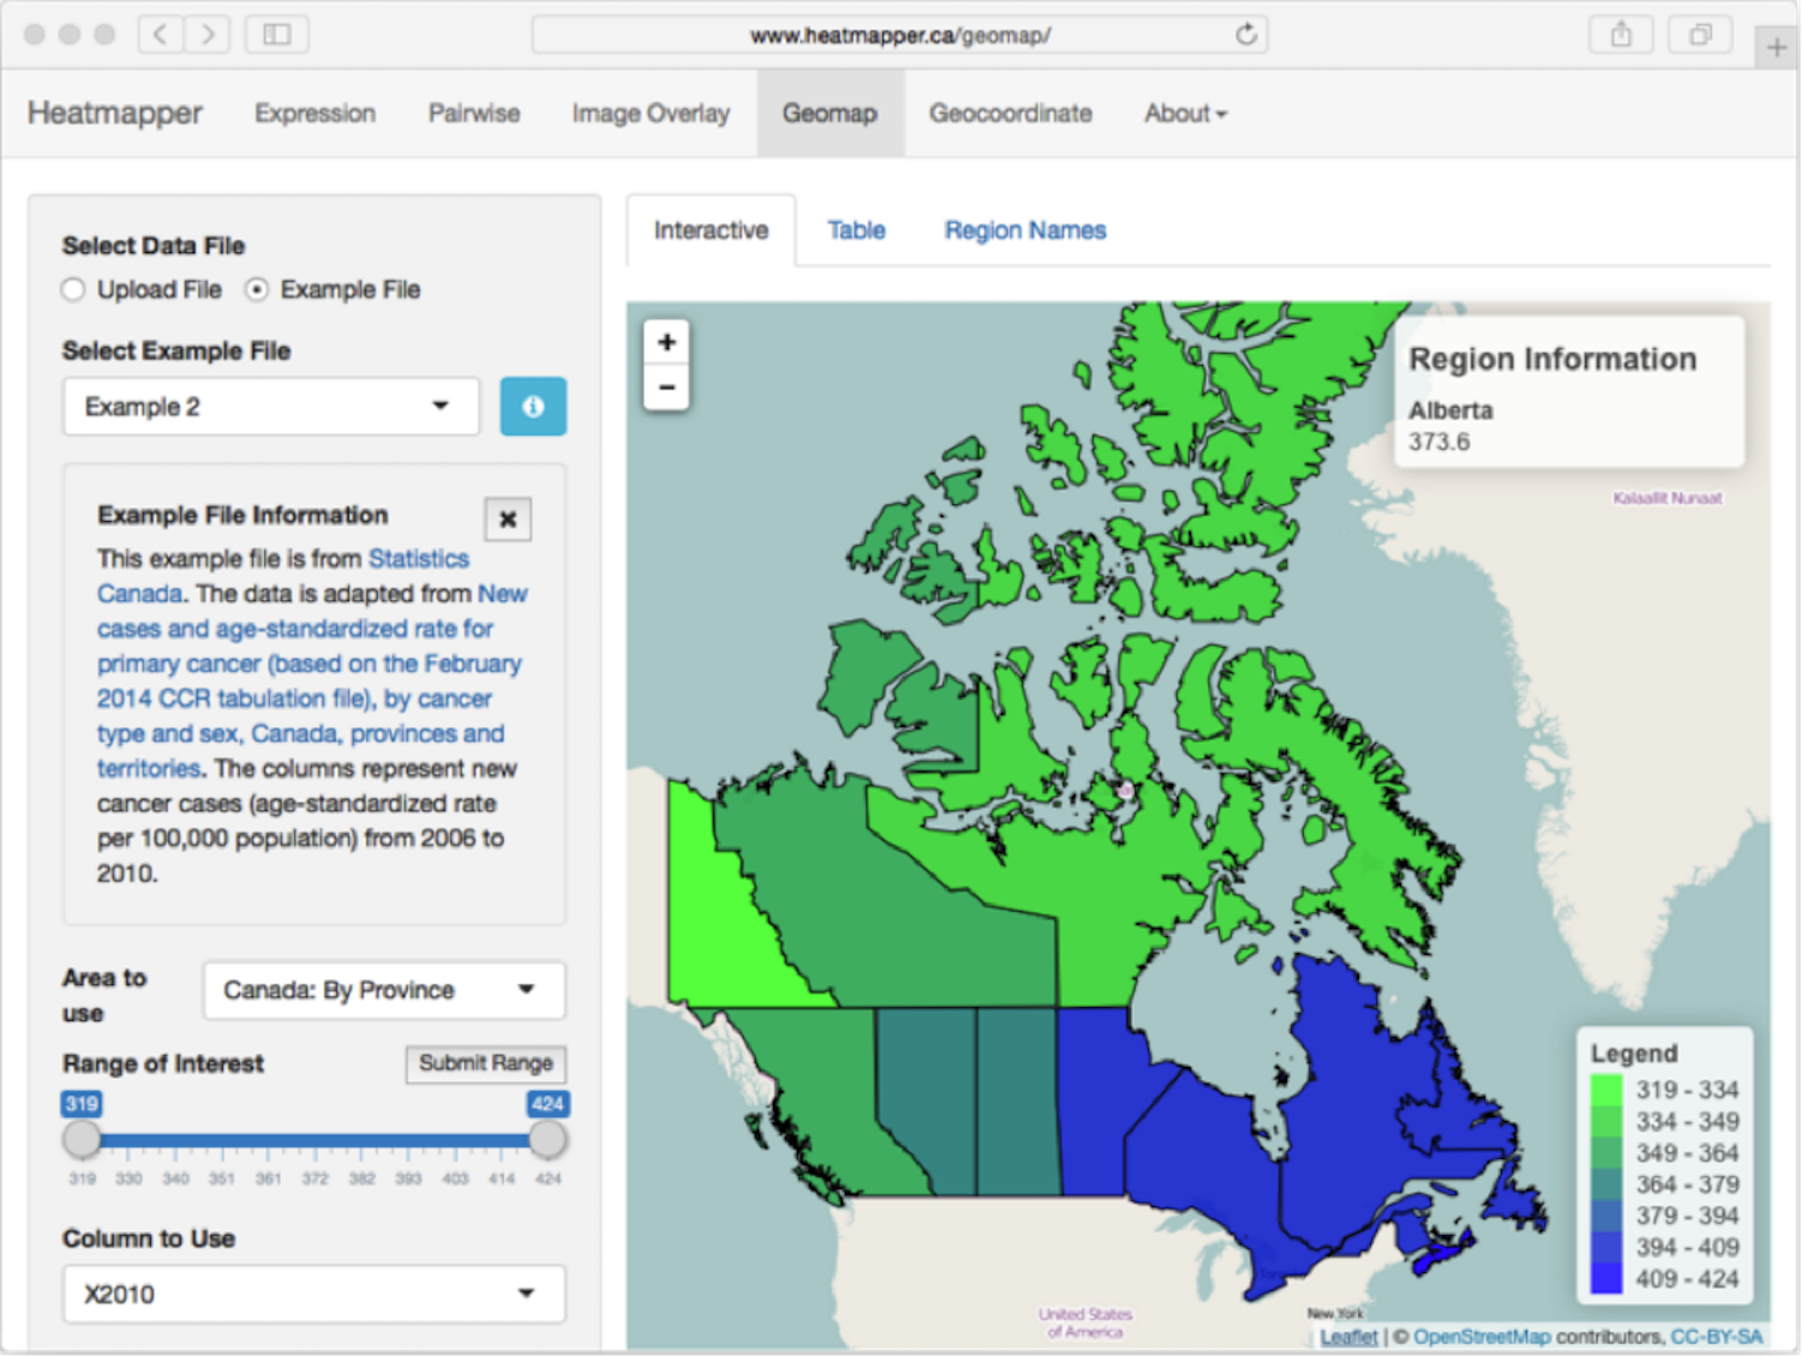 www.heatmapper.ca/geomap/
Heatmapper Expression Pairwise Image Overlay Geomap Geocoordinate About
Select Data File
Upload File Example File
Select Example File
Example 2
Example File Information
This example file is from Statistics
Canada. The data is adapted from New
cases and age-standardized rate for
primary cancer (based on the February
2014 CCR tabulation file), by cancer
type and sex, Canada, provinces and
territories. The columns represent new
cancer cases (age-standardized rate
per 100,000 population) from 2006 to
2010.
Area to
use
Canada: By Province
Range of Interest
Submit Range
319 424
319 330 340 351 361 372 382 393 403 414 424
Column to Use
X2010
Interactive Table Region Names
+
−
Region Information
Alberta
373.6
Kalaallit Nunaat
Legend
319 - 334
334 - 349
349 - 364
364 - 379
379 - 394
394 - 409
409 - 424
Toronto
New York
United States
of America
Leaflet | © OpenStreetMap contributors, CC-BY-SA